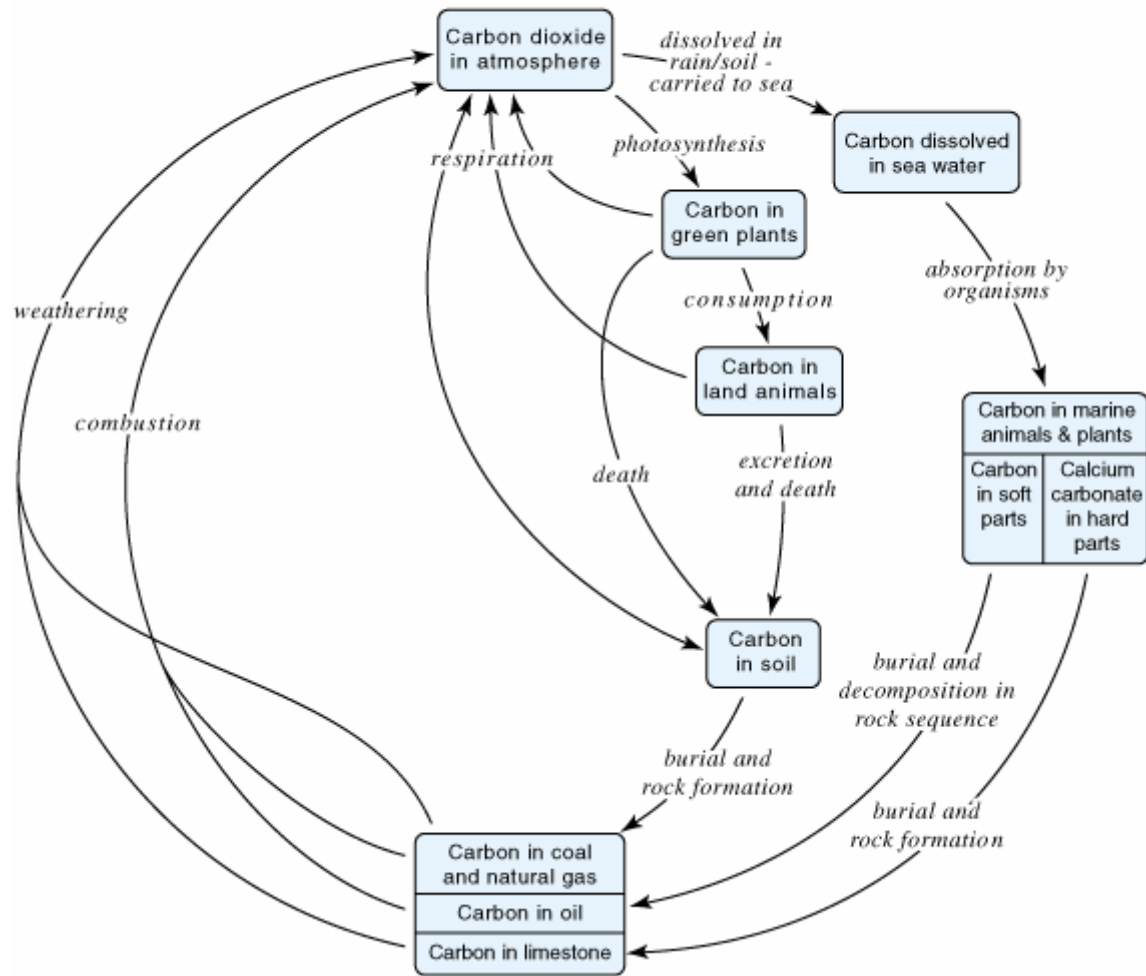 Carbon dioxide
in atmosphere
dissolved in
rain/soil -
carried to sea
Carbon dissolved
in sea water
respiration
photosynthesis
Carbon in
green plants
absorption by
organisms
weathering
consumption
Carbon in
land animals
combustion
Carbon in marine
animals & plants
Carbon
in soft
parts
Calcium
carbonate
in hard
parts
death
excretion
and death
Carbon
in soil
burial and
decomposition in
rock sequence
burial and
rock formation
burial and
rock formation
Carbon in coal
and natural gas
Carbon in oil
Carbon in limestone